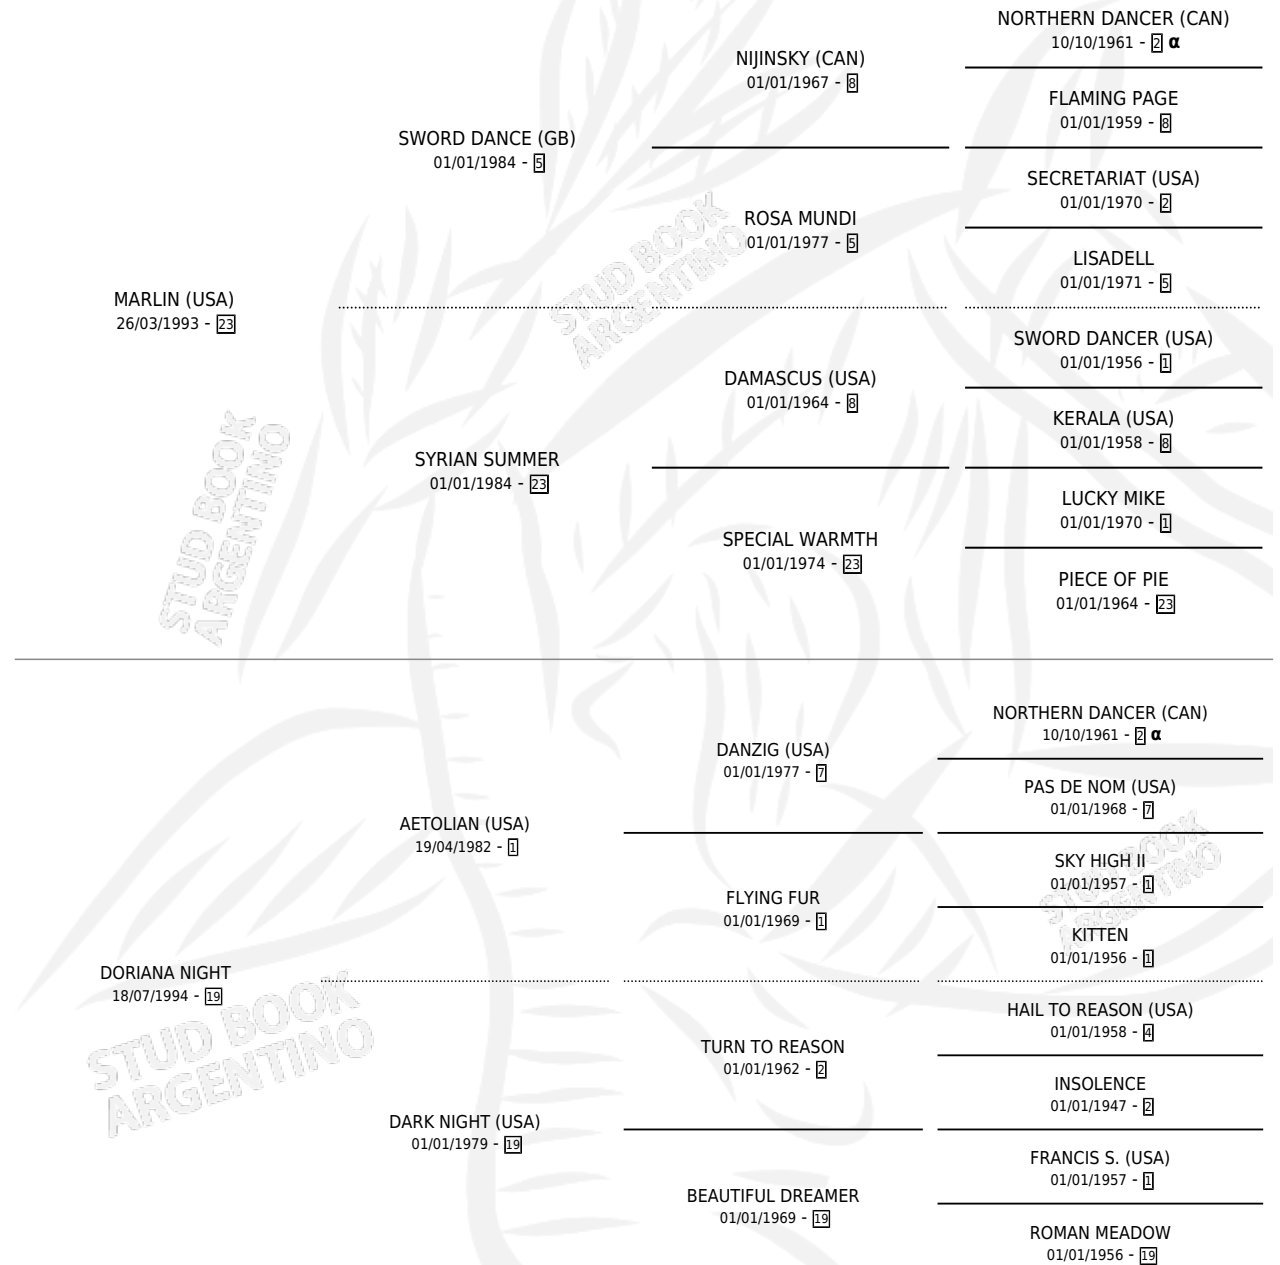 NORTHERN DANCER (CAN)
10/10/1961 - 2 α
NIJINSKY (CAN)
01/01/1967 - 8
FLAMING PAGE
01/01/1959 - 8
SWORD DANCE (GB)
01/01/1984 - 5
SECRETARIAT (USA)
01/01/1970 - 2
ROSA MUNDI
01/01/1977 - 5
LISADELL
01/01/1971 - 5
MARLIN (USA)
26/03/1993 - 23
SWORD DANCER (USA)
01/01/1956 - 1
DAMASCUS (USA)
01/01/1964 - 8
KERALA (USA)
01/01/1958 - 8
SYRIAN SUMMER
01/01/1984 - 23
LUCKY MIKE
01/01/1970 - 1
SPECIAL WARMTH
01/01/1974 - 23
PIECE OF PIE
01/01/1964 - 23
NORTHERN DANCER (CAN)
10/10/1961 - 2 α
DANZIG (USA)
01/01/1977 - 7
PAS DE NOM (USA)
01/01/1968 - 7
AETOLIAN (USA)
19/04/1982 - 1
SKY HIGH II
01/01/1957 - 1
FLYING FUR
01/01/1969 - 1
KITTEN
01/01/1956 - 1
DORIANA NIGHT
18/07/1994 - 19
HAIL TO REASON (USA)
01/01/1958 - 4
TURN TO REASON
01/01/1962 - 2
INSOLENCE
01/01/1947 - 2
DARK NIGHT (USA)
01/01/1979 - 19
FRANCIS S. (USA)
01/01/1957 - 1
BEAUTIFUL DREAMER
01/01/1969 - 19
ROMAN MEADOW
01/01/1956 - 19
STUD BOOK
ARGENTINO
STUD BOOK
ARGENTINO
STUD BOOK
ARGENTINO
STUD BOOK
ARGENTINO